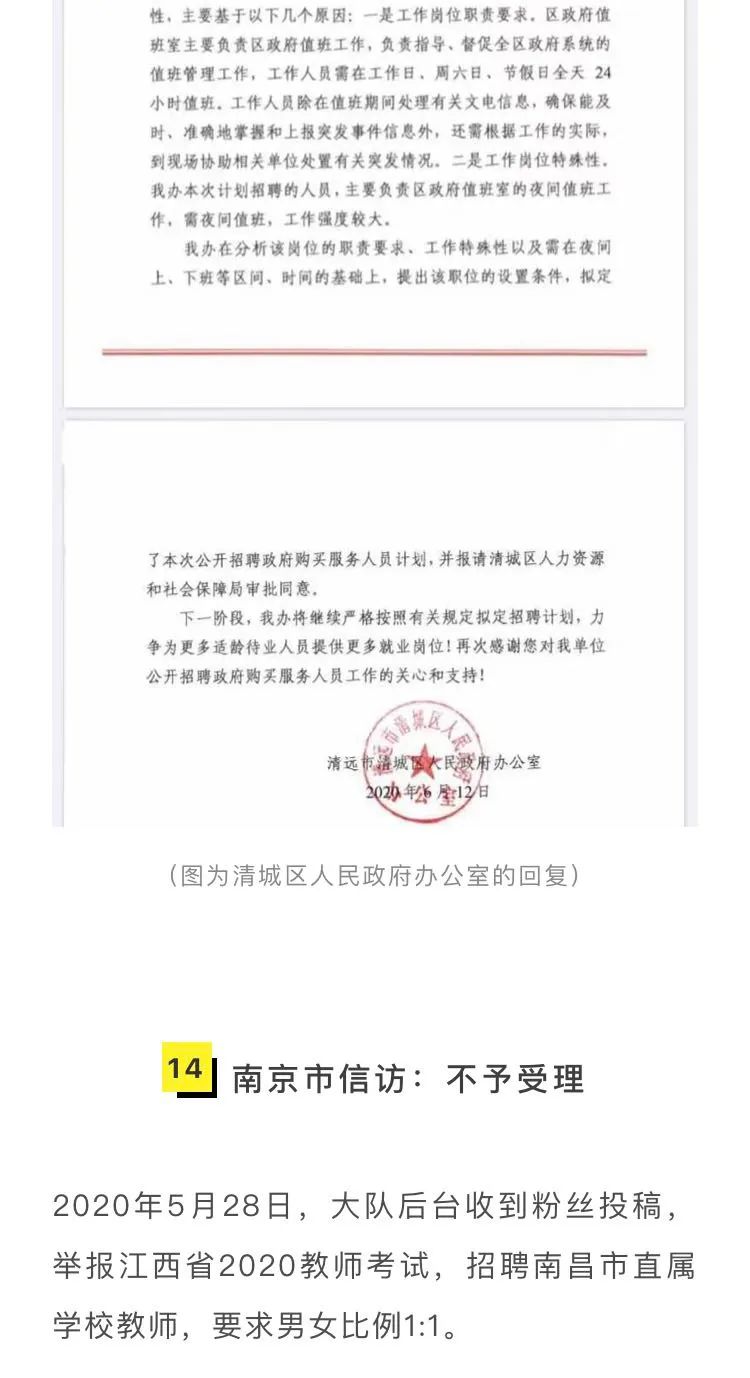 性，主要基于以下几个原因：一是工作岗位职责要求。区政府值
班室主要负责区政府值班工作，负责指导、督促全区政府系统的
值班管理工作，工作人员需在工作日、周六日、节假日全天 24
小时值班。工作人员除在值班期间处理有关文电信息，确保能及
时、准确地掌握和上报突发事件信息外，还需根据工作的实际，
到现场协助相关单位处置有关突发情况。二是工作岗位特殊性。
我办本次计划招聘的人员，主要负责区政府值班室的夜间值班工
作，需夜间值班，工作强度较大。
我办在分析该岗位的职责要求、工作特殊性以及需在夜间
上、下班等区间、时间的基础上，提出该职位的设置条件，拟定
了本次公开招聘政府购买服务人员计划，并报请清城区人力资源
和社会保障局审批同意。
下一阶段，我办将继续严格按照有关规定拟定招聘计划，力
争为更多适龄待业人员提供更多就业岗位！再次感谢您对我单位
公开招聘政府购买服务人员工作的关心和支持！
清远市清城区人民政府办公室
2020年6月12日
清远市清城区人民政府
办公室
（图为清城区人民政府办公室的回复）
14 南京市信访：不予受理
2020年5月28日，大队后台收到粉丝投稿，
举报江西省2020教师考试，招聘南昌市直属
学校教师，要求男女比例1:1。